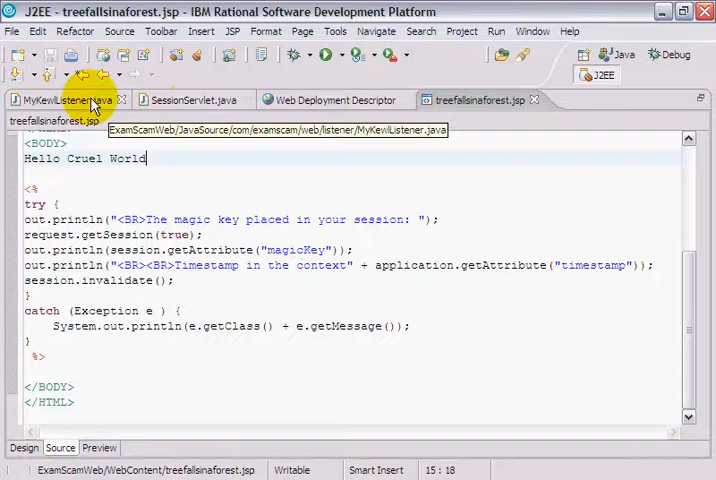 J2EE - treefallsinaforest.jsp - IBM Rational Software Development Platform
File Edit Refactor Source Toolbar Insert JSP Format Tools Navigate Search Project Run Window Help
Java Debug
J2EE
MyKewlListener.java SessionServlet.java Web Deployment Descriptor treefallsinaforest.jsp
treefallsinaforest.jsp
ExamScamWeb/JavaSource/com/examscam/web/listener/MyKewlListener.java
<BODY>
Hello Cruel World
<%
try {
out.println("<BR>The magic key placed in your session: ");
request.getSession(true);
out.println(session.getAttribute("magicKey"));
out.println("<BR><BR>Timestamp in the context" + application.getAttribute("timestamp"));
session.invalidate();
}
catch (Exception e ) {
System.out.println(e.getClass() + e.getMessage());
}
%>
</BODY>
</HTML>
Design Source Preview
ExamScamWeb/WebContent/treefallsinaforest.jsp Writable Smart Insert 15 : 18